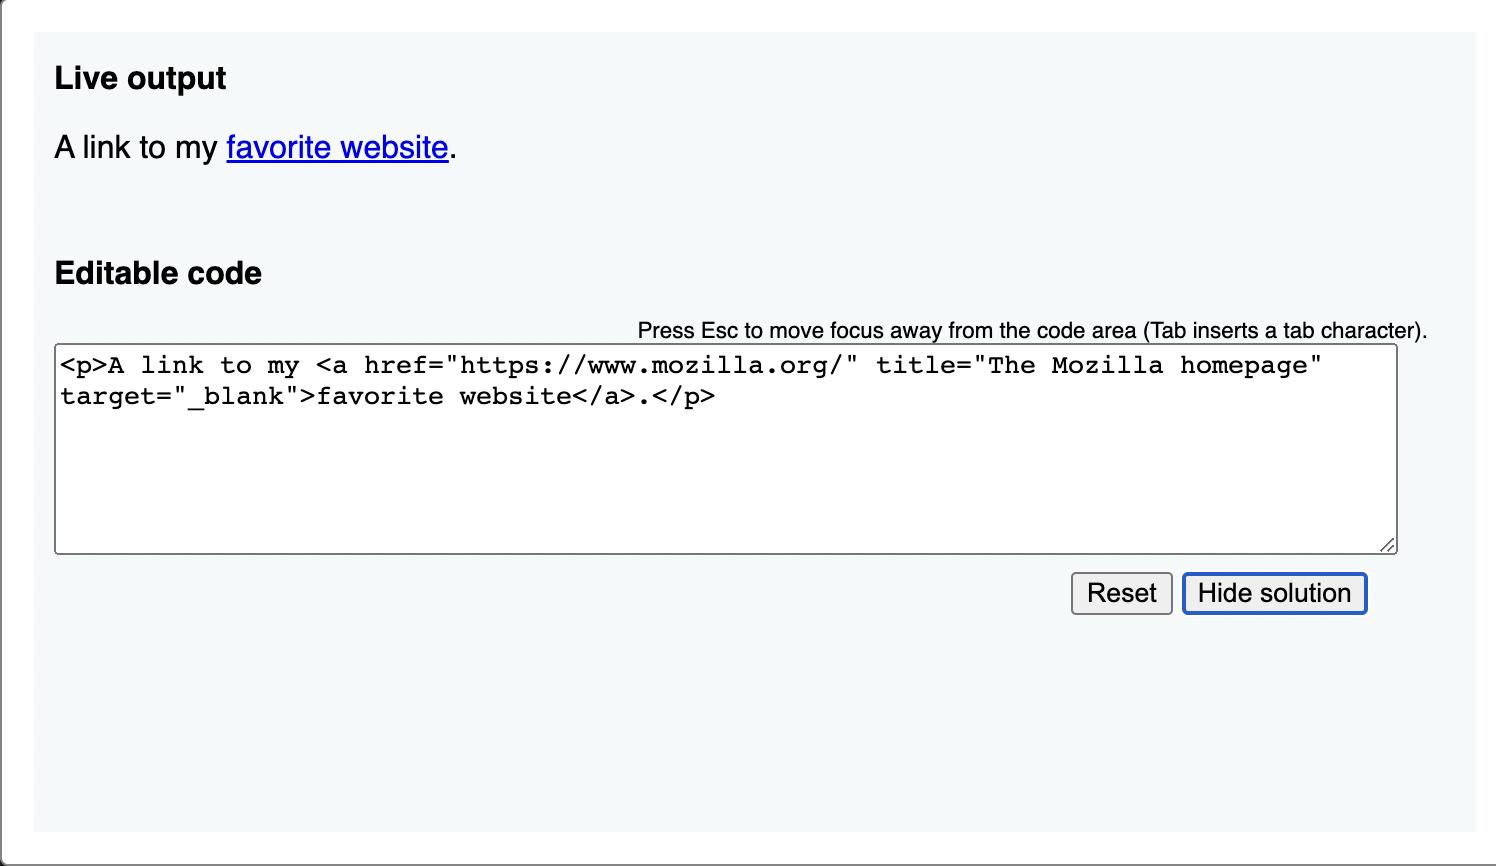 Live output
A link to my favorite website.
Editable code
Press Esc to move focus away from the code area (Tab inserts a tab character).
<p>A link to my <a href="https://www.mozilla.org/" title="The Mozilla homepage"
target="_blank">favorite website</a>.</p>
Reset Hide solution